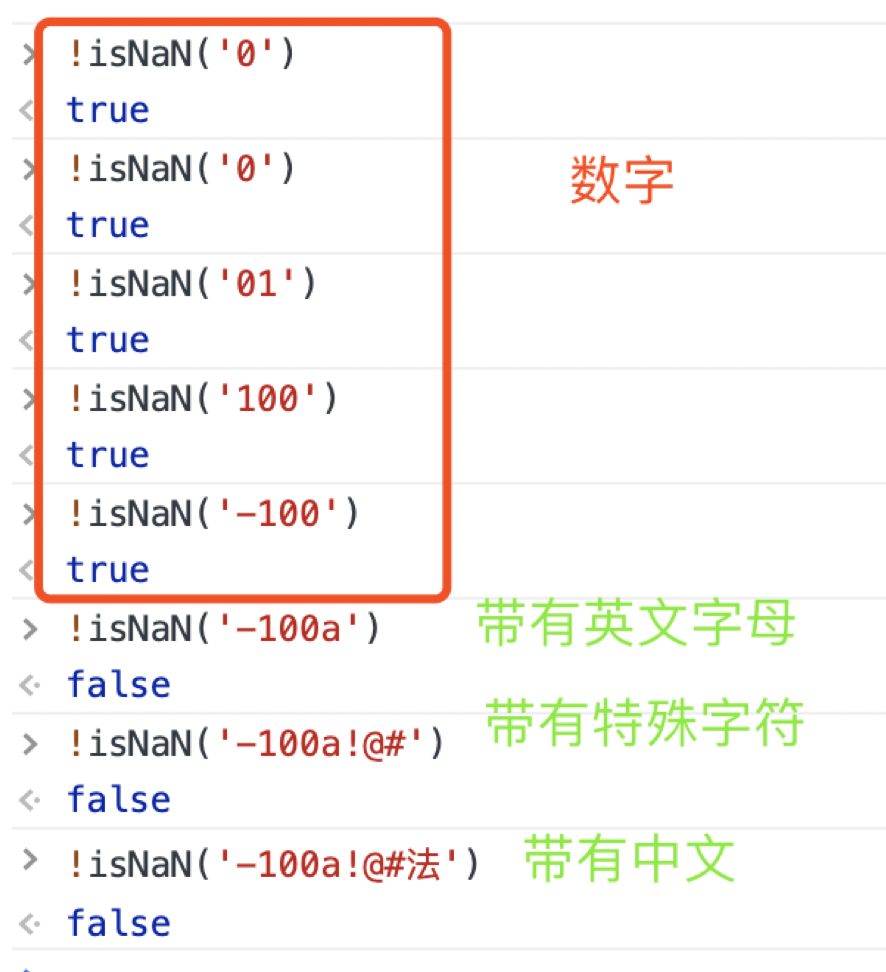 > !isNaN('0')
< true
> !isNaN('0')
数字
< true
> !isNaN('01')
< true
> !isNaN('100')
< true
> !isNaN('-100')
< true
> !isNaN('-100a')
带有英文字母
< false
带有特殊字符
> !isNaN('-100a!@#')
< false
> !isNaN('-100a!@#法')
带有中文
< false